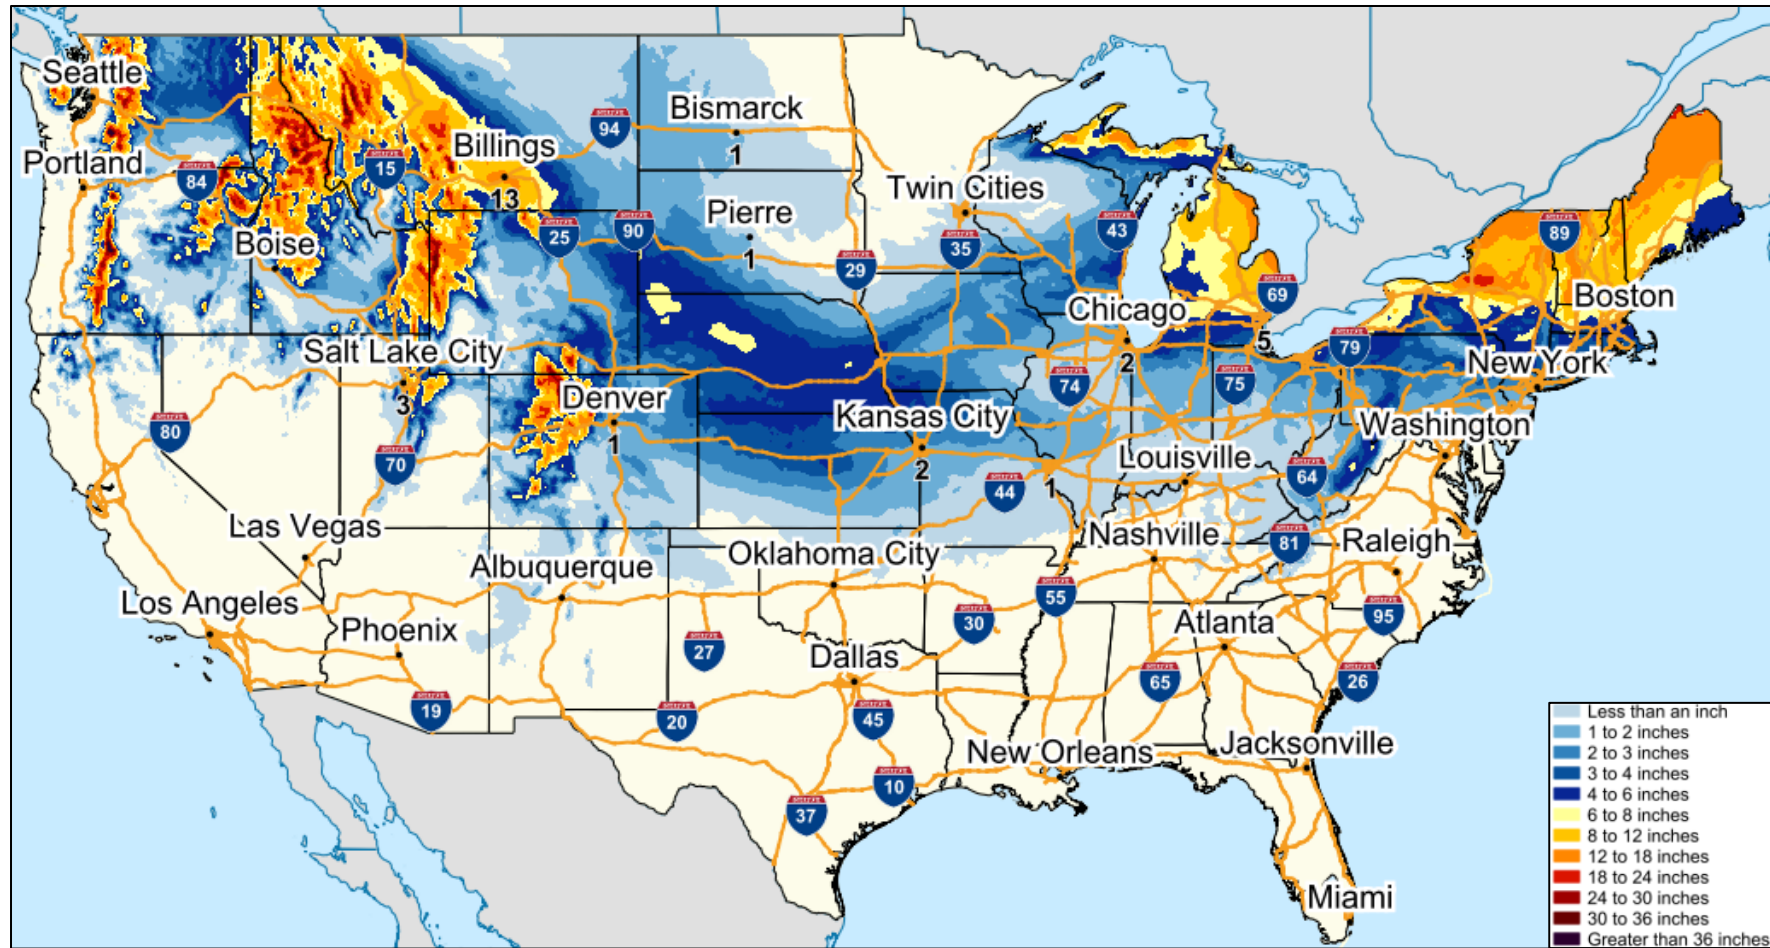 Seattle
Bismarck
94
Billings
1
Portland
15
84
13
Twin Cities
Pierre
25
90
43
89
Boise
35
1
29
69
Boston
Chicago
5
79
Salt Lake City
2
New York
74
75
3
Denver
Kansas City
Washington
80
1
70
Louisville
2
64
44
1
Las Vegas
Nashville
81
Raleigh
Oklahoma City
Albuquerque
55
Los Angeles
95
Phoenix
30
Atlanta
27
Dallas
65
26
19
20
45
New Orleans
Jacksonville
10
37
Miami
Less than an inch
1 to 2 inches
2 to 3 inches
3 to 4 inches
4 to 6 inches
6 to 8 inches
8 to 12 inches
12 to 18 inches
18 to 24 inches
24 to 30 inches
30 to 36 inches
Greater than 36 inches